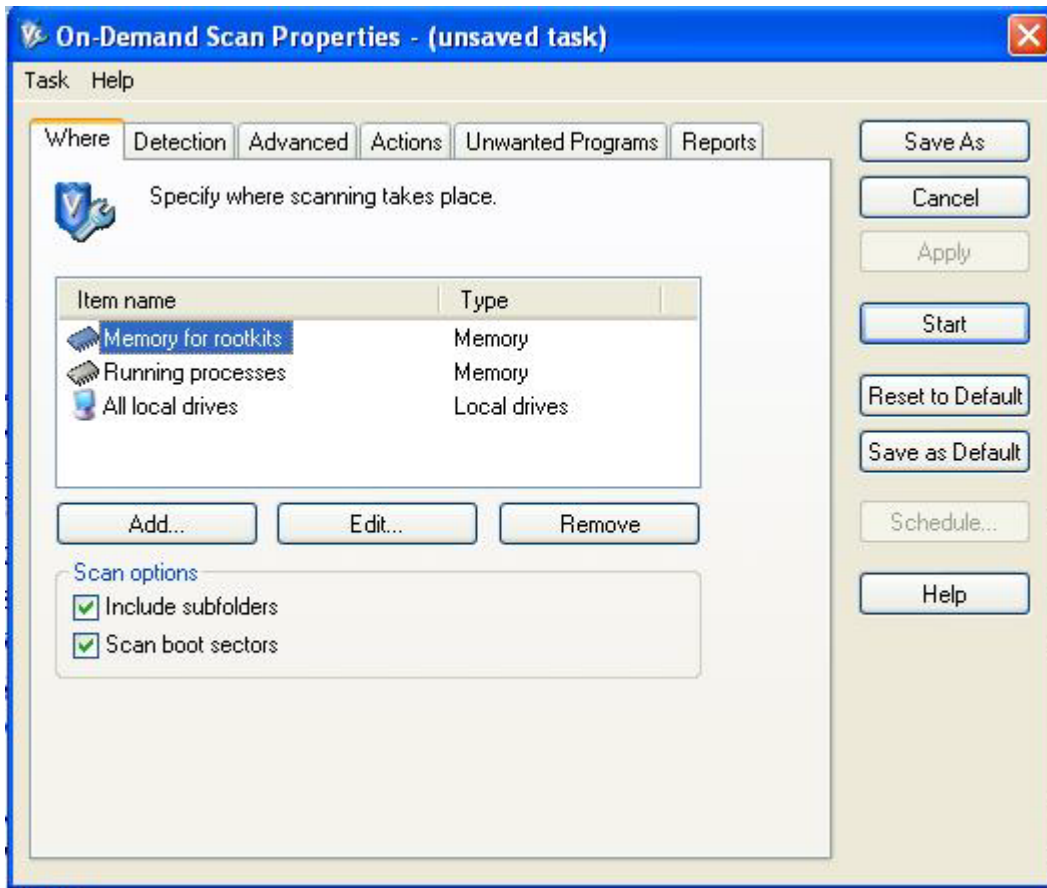 On-Demand Scan Properties - (unsaved task)
Task Help
Where Detection Advanced Actions Unwanted Programs Reports
Specify where scanning takes place.
Item name Type
Memory for rootkits Memory
Running processes Memory
All local drives Local drives
Add... Edit... Remove
Scan options
Include subfolders
Scan boot sectors
Save As
Cancel
Apply
Start
Reset to Default
Save as Default
Schedule...
Help